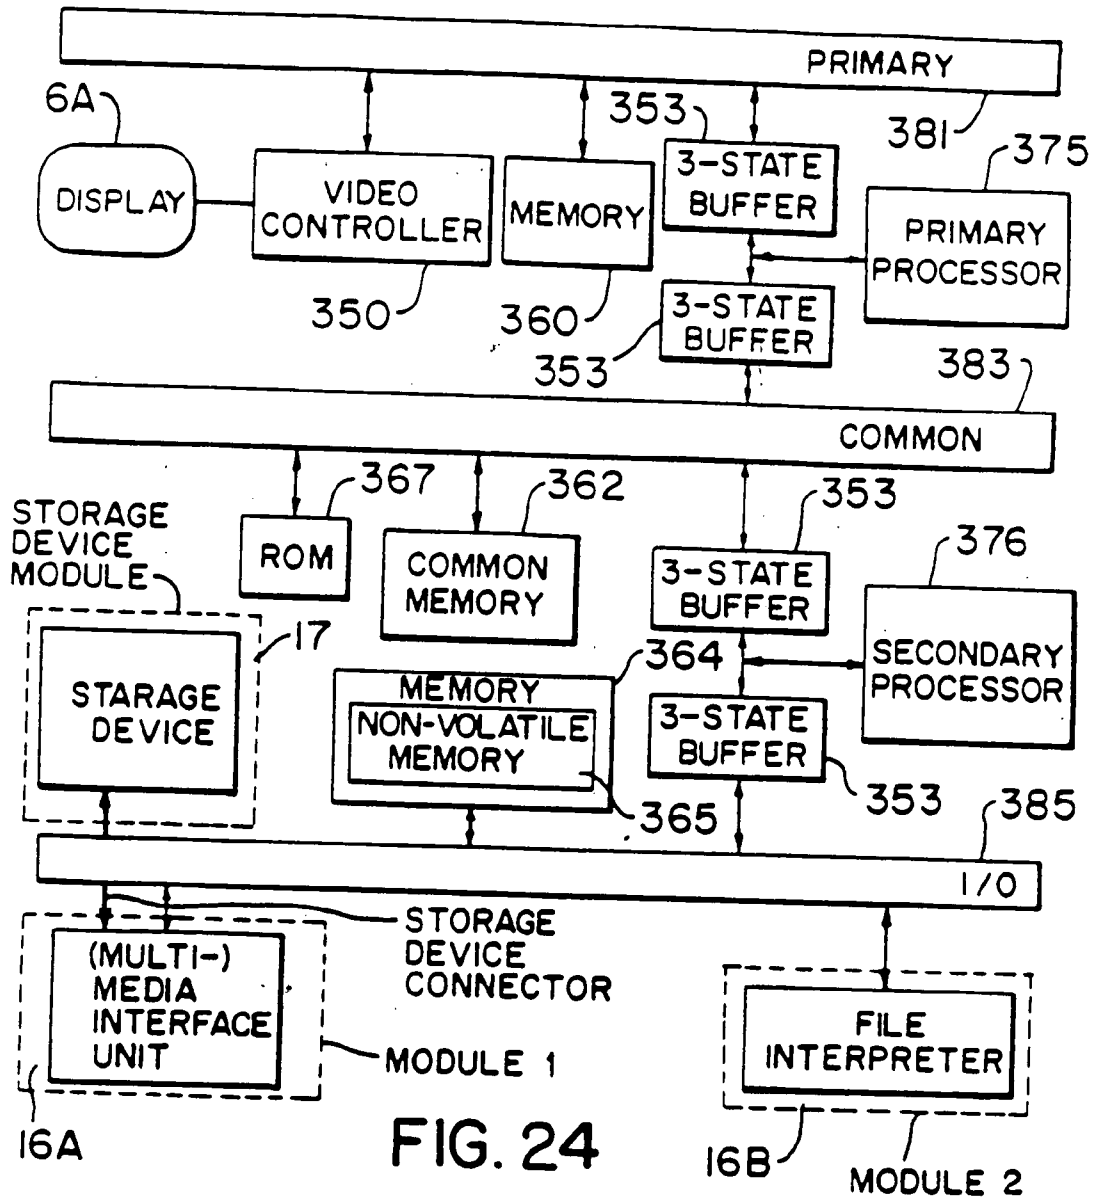 PRIMARY
381
6A
353
375
DISPLAY
VIDEO
CONTROLLER
350
MEMORY
360
3-STATE
BUFFER
PRIMARY
PROCESSOR
3-STATE
BUFFER
353
383
COMMON
367
ROM
362
COMMON
MEMORY
353
3-STATE
BUFFER
376
SECONDARY
PROCESSOR
STORAGE
DEVICE
MODULE
17
STARAGE
DEVICE
364
MEMORY
NON-VOLATILE
MEMORY
365
3-STATE
BUFFER
353
385
I/O
STORAGE
DEVICE
CONNECTOR
(MULTI-)
MEDIA
INTERFACE
UNIT
MODULE 1
16A
FILE
INTERPRETER
16B
MODULE 2
FIG. 24